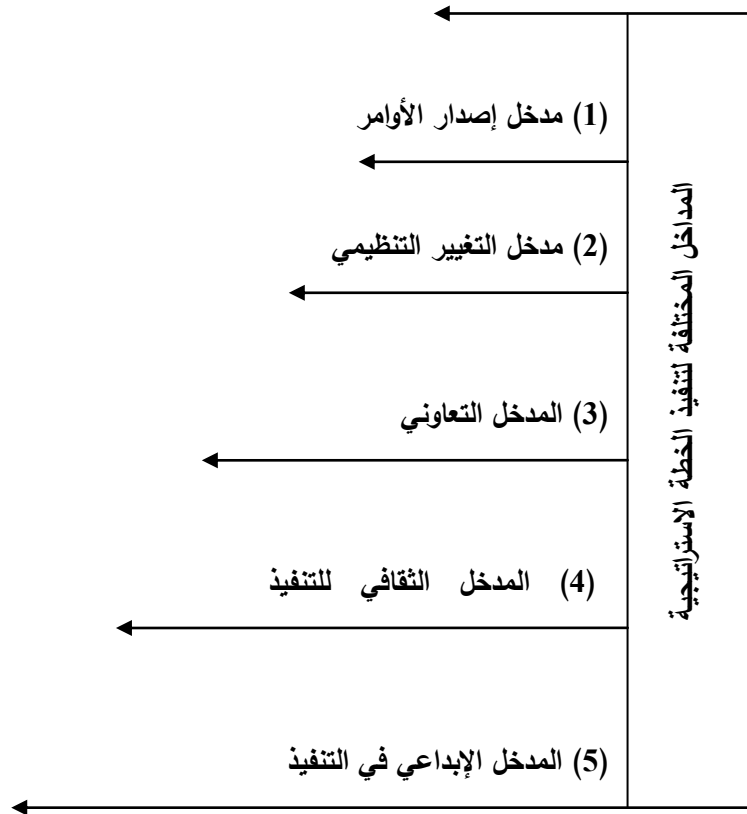 المداخل المختلفة لتنفيذ الخطة الاستراتيجية
(1) مدخل إصدار الأوامر
(2) مدخل التغيير التنظيمي
(3) المدخل التعاوني
(4) المدخل الثقافي للتنفيذ
(5) المدخل الإبداعي في التنفيذ